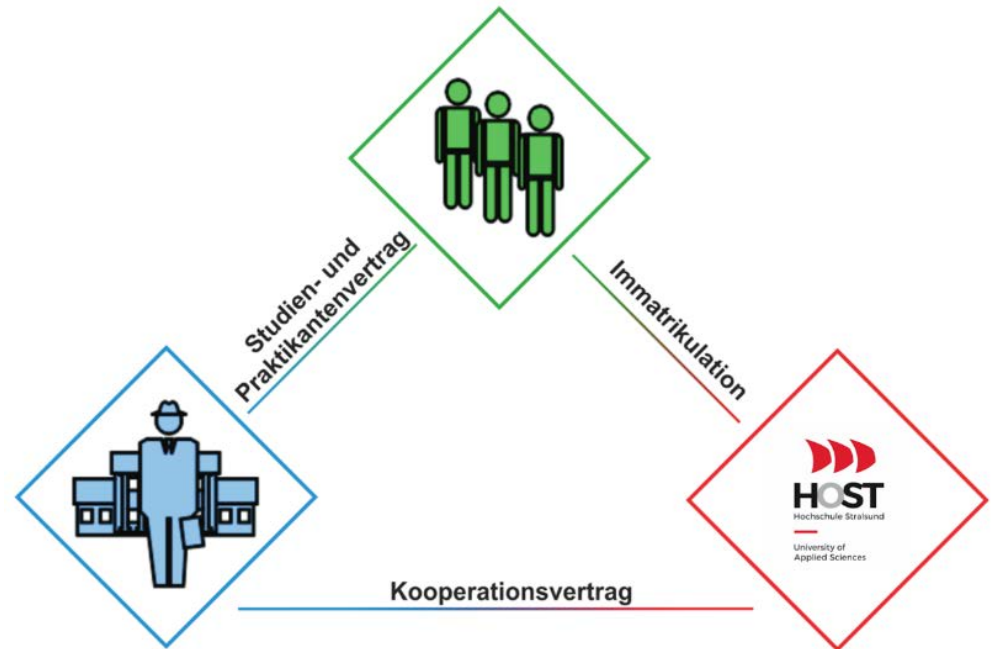 Studien- und
Praktikantenvertrag
Immatrikulation
HOST
Hochschule Stralsund
University of
Applied Sciences
Kooperationsvertrag